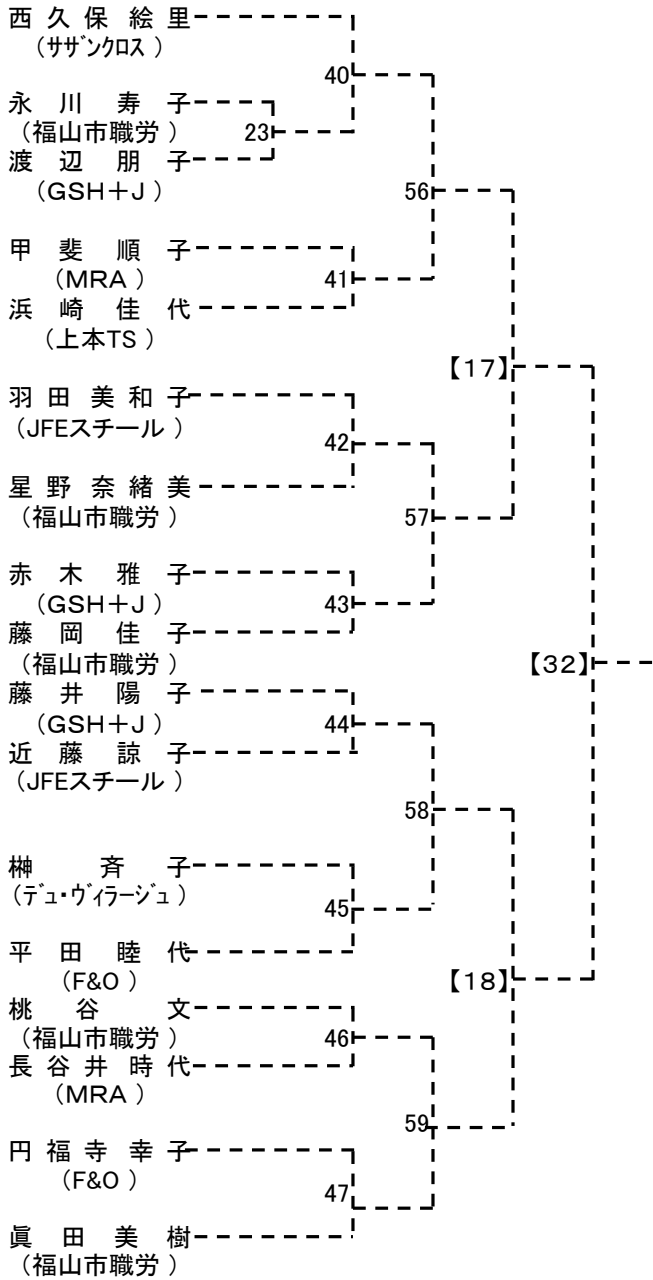 西久保絵里
（サザンクロス）
40
永川寿子
（福山市職労）
23
渡辺朋子
（GSH＋J）
56
甲斐順子
（MRA）
41
浜崎佳代
（上本TS）
【17】
羽田美和子
（JFEスチール）
42
星野奈緒美
（福山市職労）
57
赤木雅子
（GSH＋J）
43
藤岡佳子
（福山市職労）
【32】
藤井陽子
（GSH＋J）
44
近藤諒子
（JFEスチール）
58
榊斉子
（デュ・ヴィラージュ）
45
平田睦代
（F&O）
【18】
桃谷文
（福山市職労）
46
長谷井時代
（MRA）
59
円福寺幸子
（F&O）
47
眞田美樹
（福山市職労）